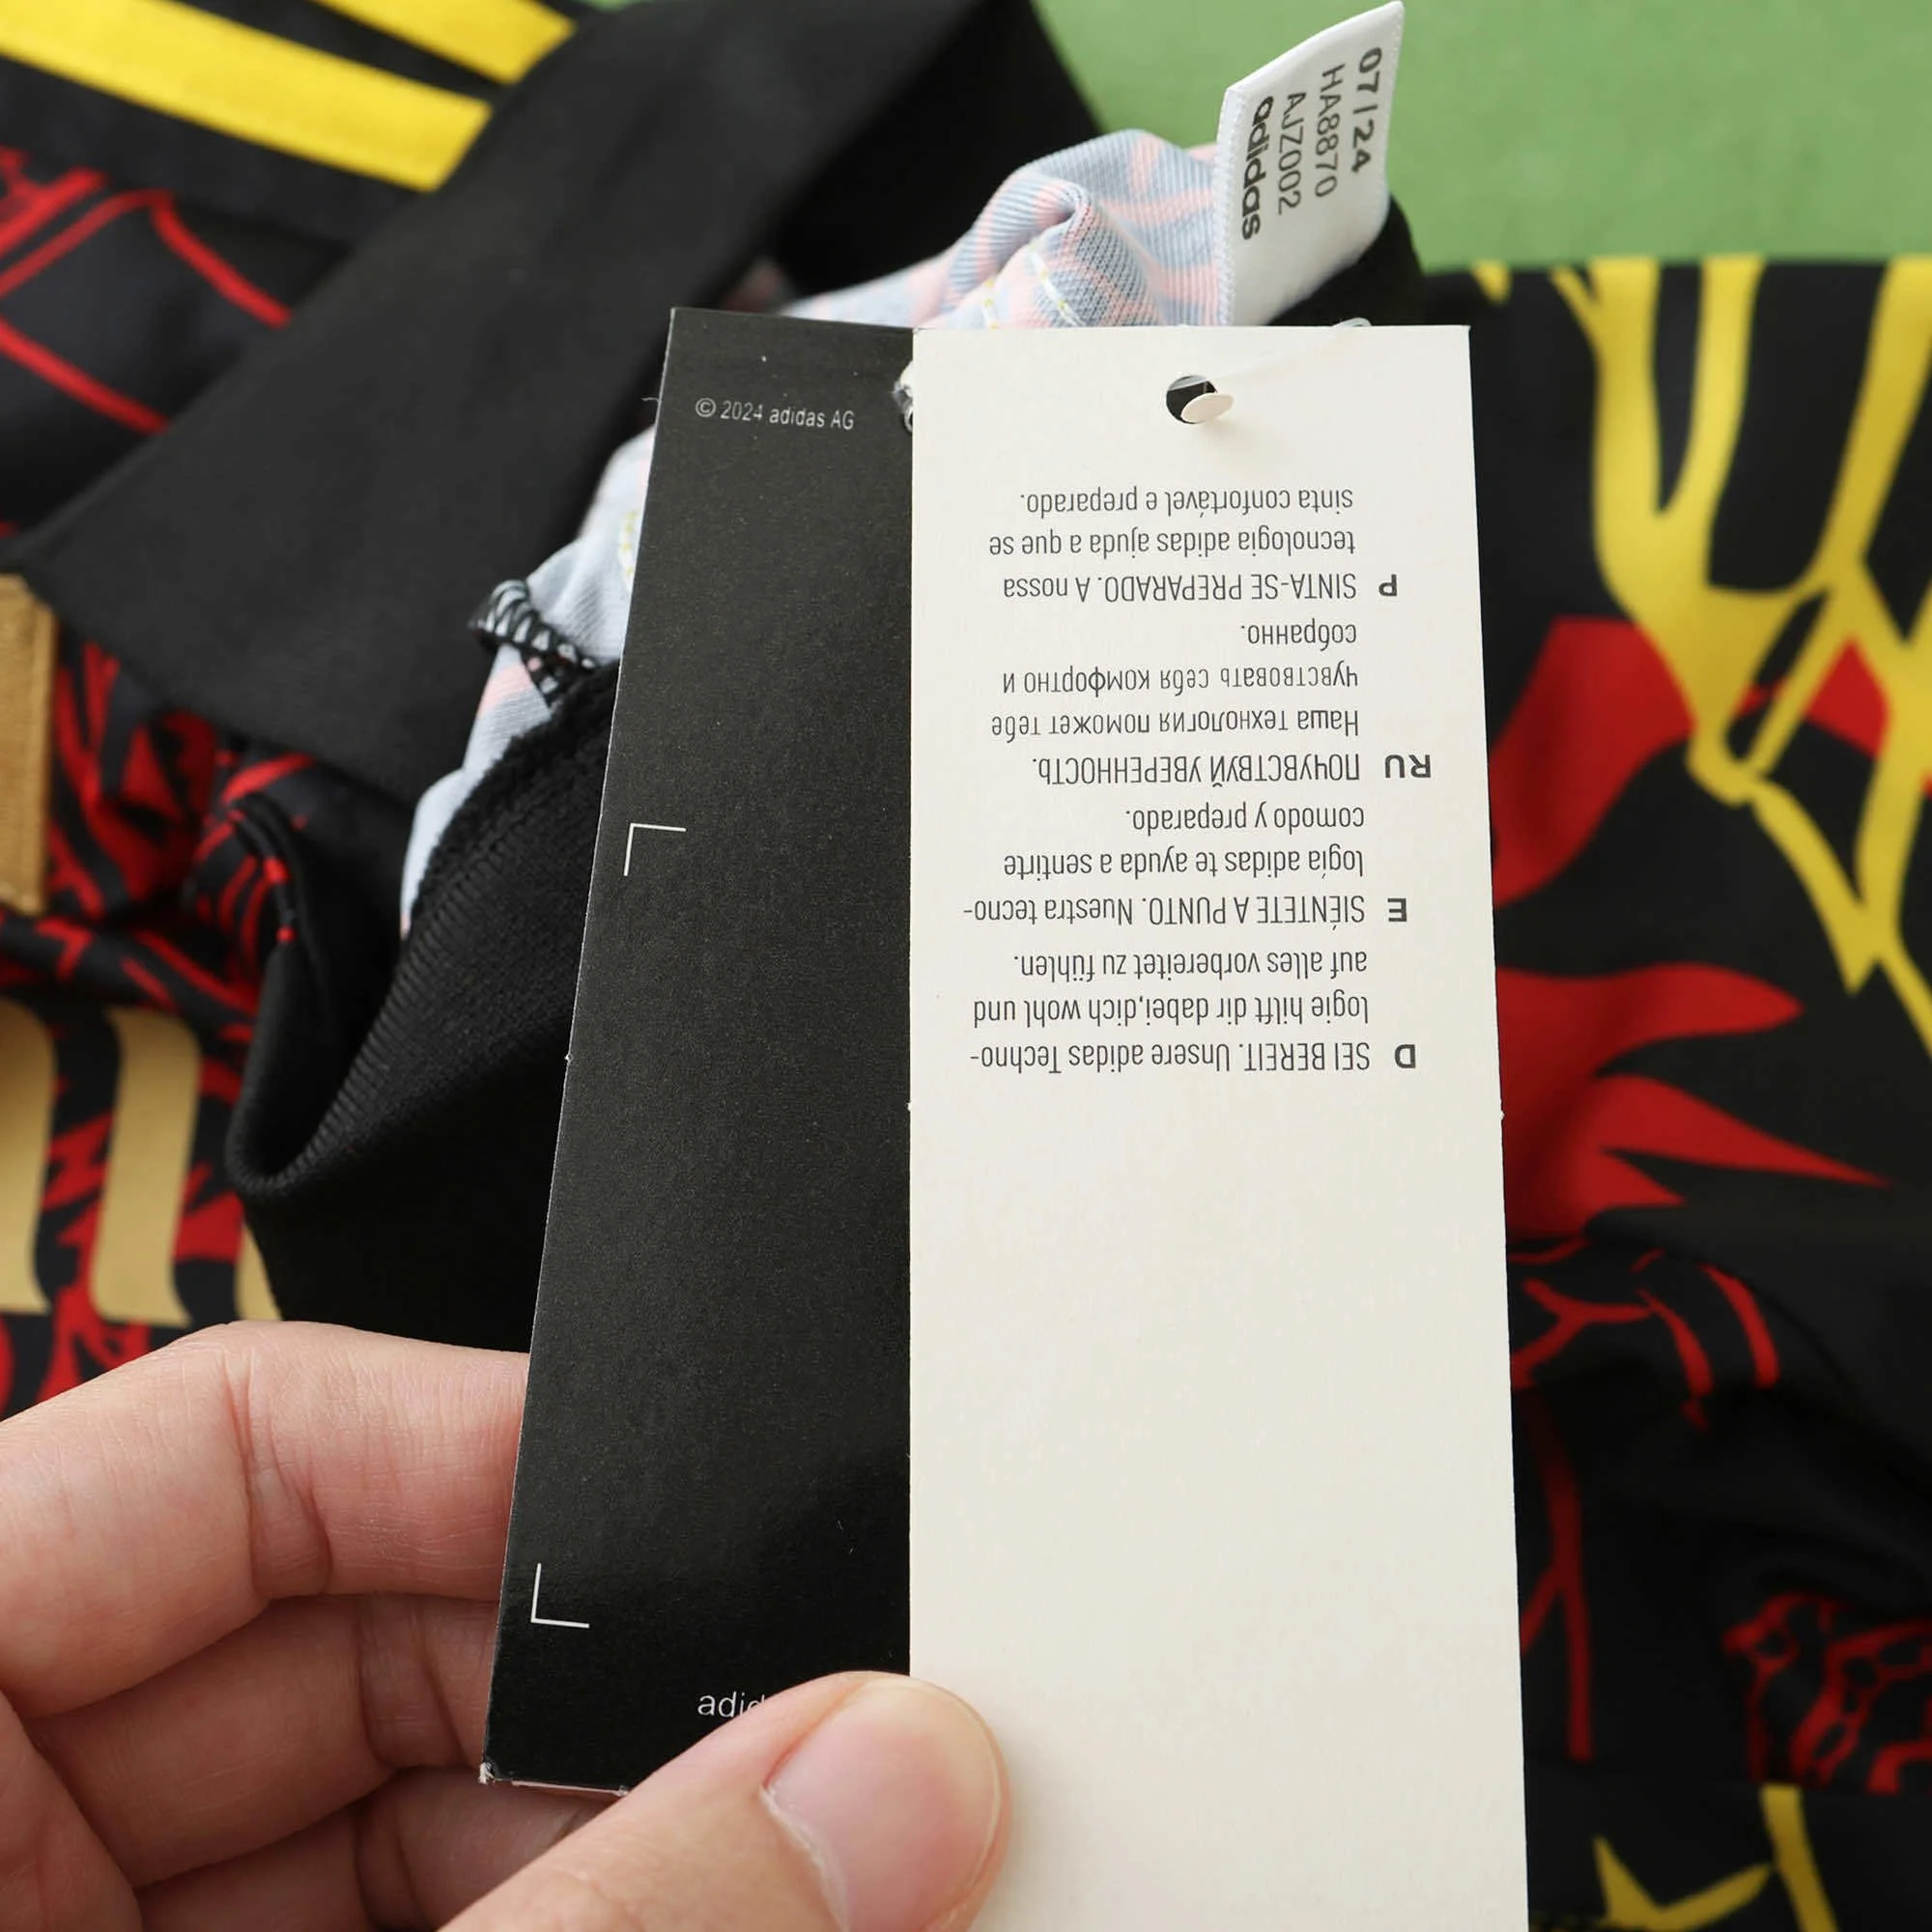 07/24
HA8870
AJZ002
adidas
© 2024 adidas AG
D SEI BEREIT. Unsere adidas Techno-
logie hilft dir dabei,dich wohl und
auf alles vorbereitet zu fühlen.
E SIÉNTETE A PUNTO. Nuestra tecno-
logía adidas te ayuda a sentirte
comodo y preparado.
RU ПОЧУВСТВУЙ УВЕРЕННОСТЬ.
Наша технология поможет тебе
чувствовать себя комфортно и
собранно.
P SINTA-SE PREPARADO. A nossa
tecnologia adidas ajuda a que se
sinta confortável e preparado.